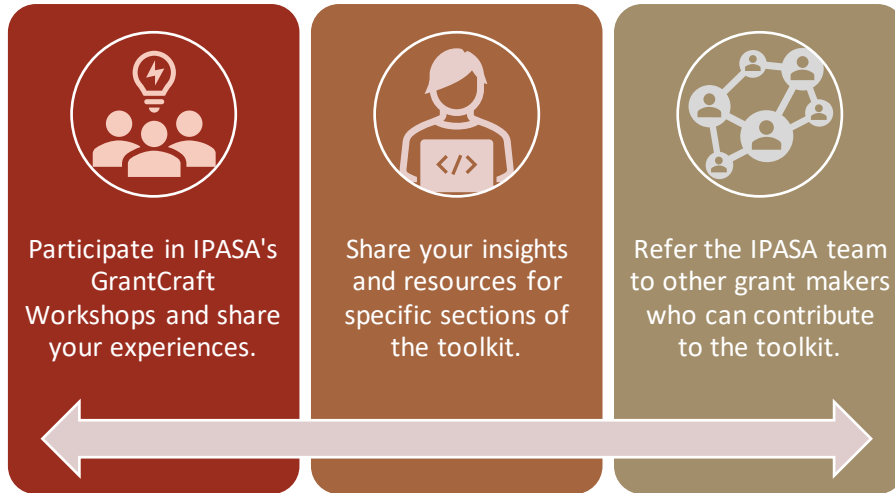 Participate in IPASA's
GrantCraft
Workshops and share
your experiences.
Share your insights
and resources for
specific sections of
the toolkit.
Refer the IPASA team
to other grant makers
who can contribute
to the toolkit.